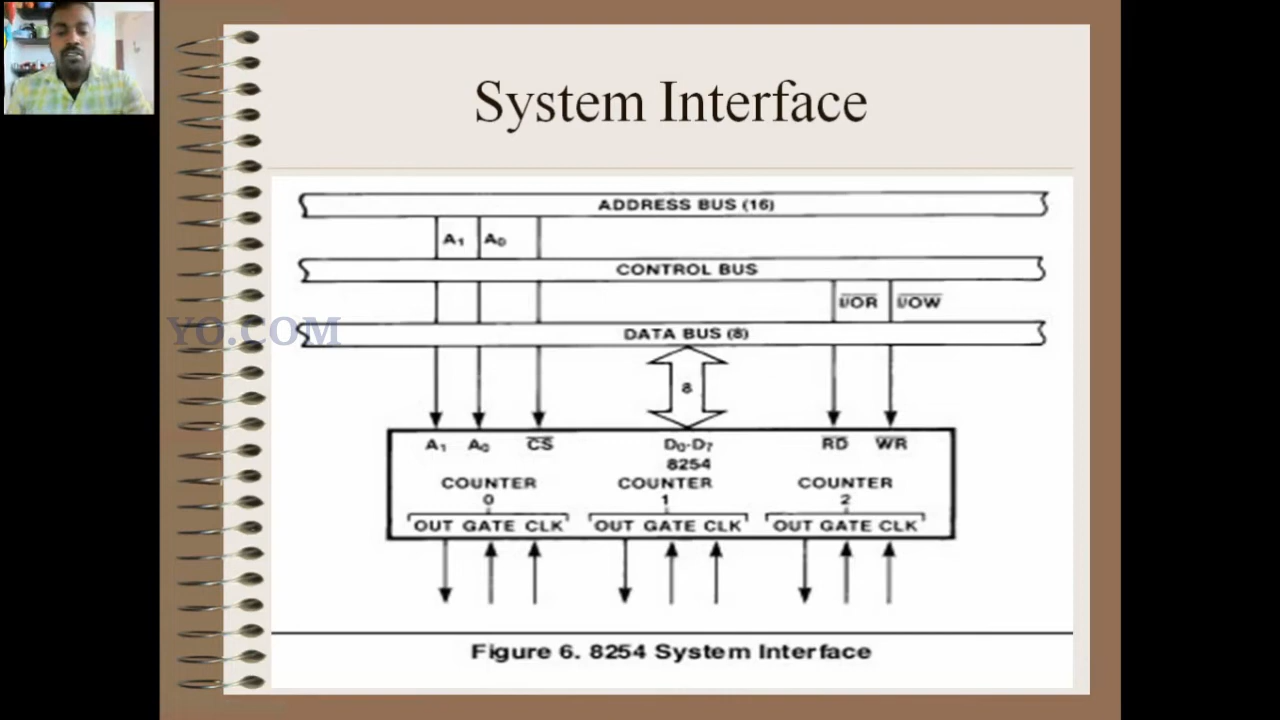 System Interface
ADDRESS BUS (16)
A1 A0
CONTROL BUS
I/OR I/OW
YO.COM
DATA BUS (8)
8
A1 A0 CS D0-D7 RD WR
8254
COUNTER COUNTER COUNTER
0 1 2
OUT GATE CLK OUT GATE CLK OUT GATE CLK
Figure 6. 8254 System Interface